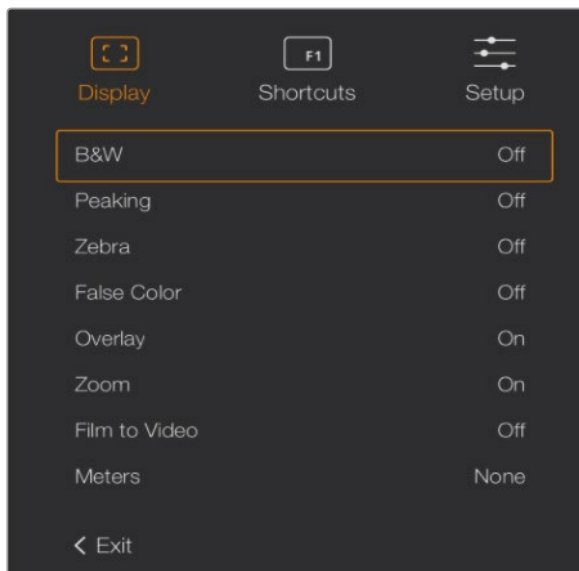 F1
Display Shortcuts Setup
B&W Off
Peaking Off
Zebra Off
False Color Off
Overlay On
Zoom On
Film to Video Off
Meters None
Exit